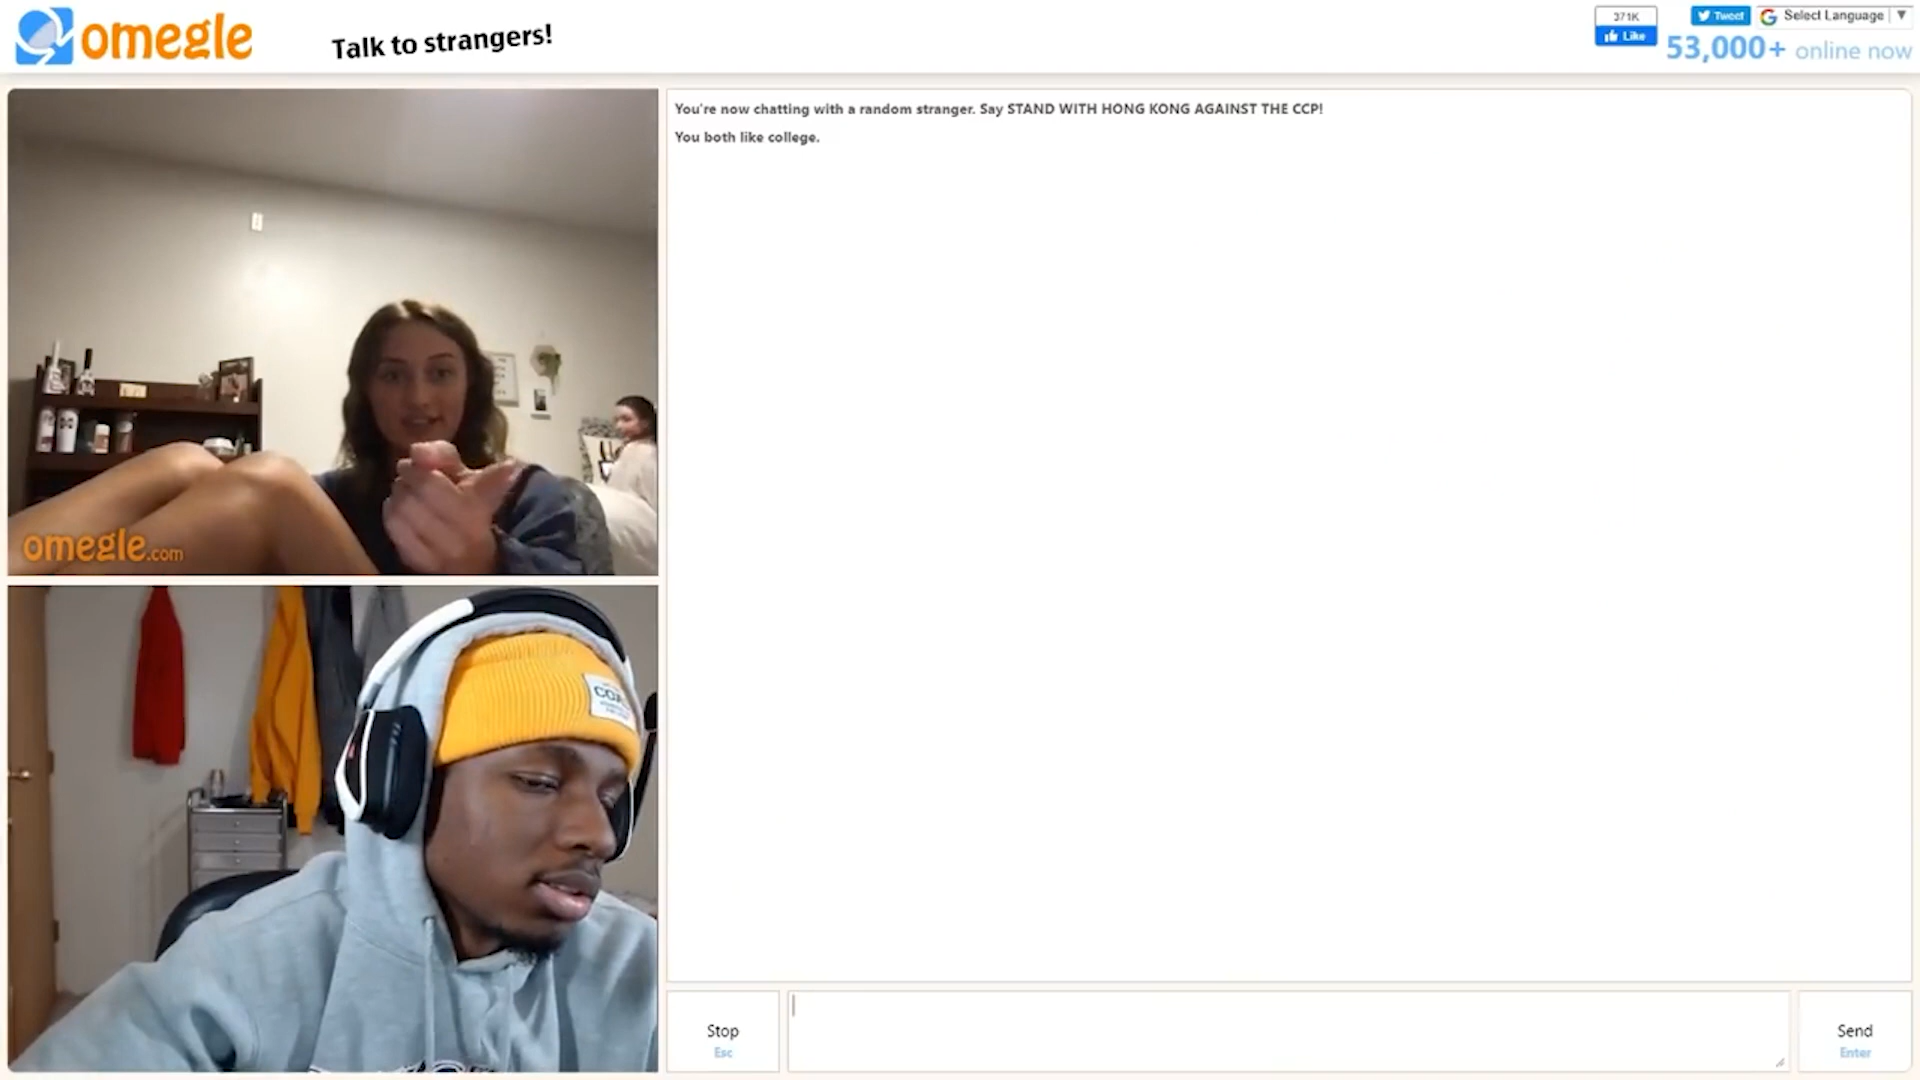 omegle
Talk to strangers!
371K
Like
Tweet
Select Language
53,000+ online now
You're now chatting with a random stranger. Say STAND WITH HONG KONG AGAINST THE CCP!
You both like college.
omegle.com
Stop
Esc
Send
Enter